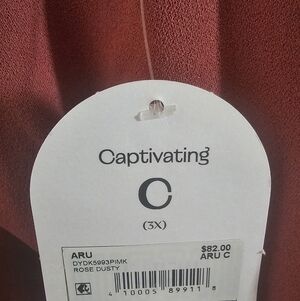 Captivating
C
(3X)
ARU $82.00
DYDK5993PIMK ARU C
ROSE DUSTY
4 10005 89911 8